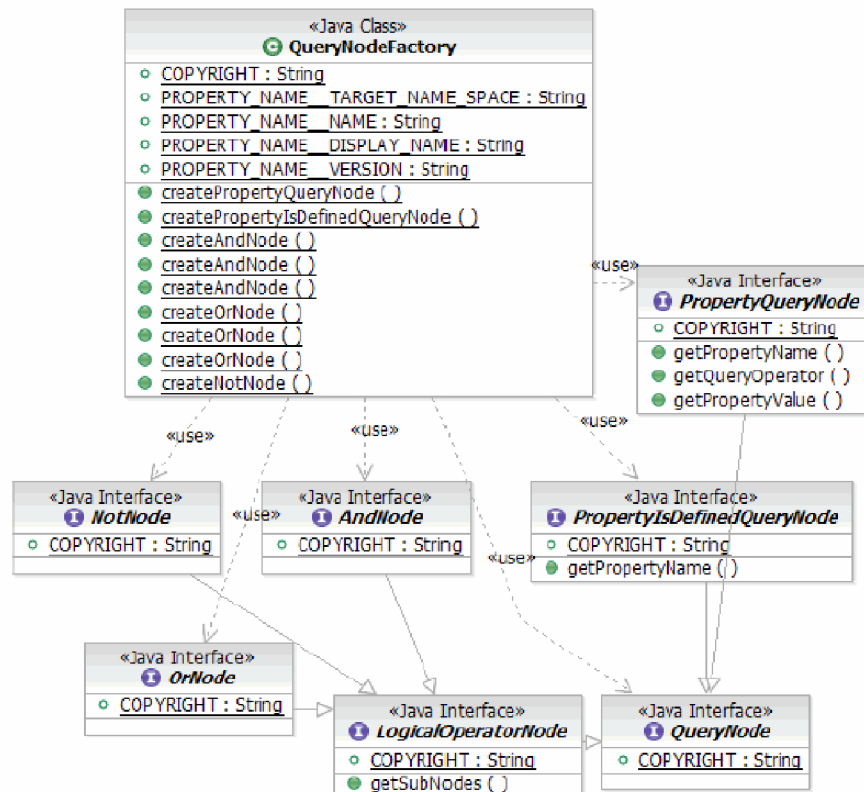 «Java Class»
QueryNodeFactory
COPYRIGHT : String
PROPERTY_NAME__TARGET_NAME_SPACE : String
PROPERTY_NAME__NAME : String
PROPERTY_NAME__DISPLAY_NAME : String
PROPERTY_NAME__VERSION : String
createPropertyQueryNode ( )
createPropertyIsDefinedQueryNode ( )
createAndNode ( )
createAndNode ( )
createAndNode ( )
createOrNode ( )
createOrNode ( )
createOrNode ( )
createNotNode ( )
«use»
«Java Interface»
PropertyQueryNode
COPYRIGHT : String
getPropertyName ( )
getQueryOperator ( )
getPropertyValue ( )
«use»
«use»
«use»
«Java Interface»
NotNode
COPYRIGHT : String
«use»
«Java Interface»
AndNode
COPYRIGHT : String
«use»
«Java Interface»
PropertyIsDefinedQueryNode
COPYRIGHT : String
getPropertyName ( )
«Java Interface»
OrNode
COPYRIGHT : String
«Java Interface»
LogicalOperatorNode
COPYRIGHT : String
getSubNodes ( )
«Java Interface»
QueryNode
COPYRIGHT : String